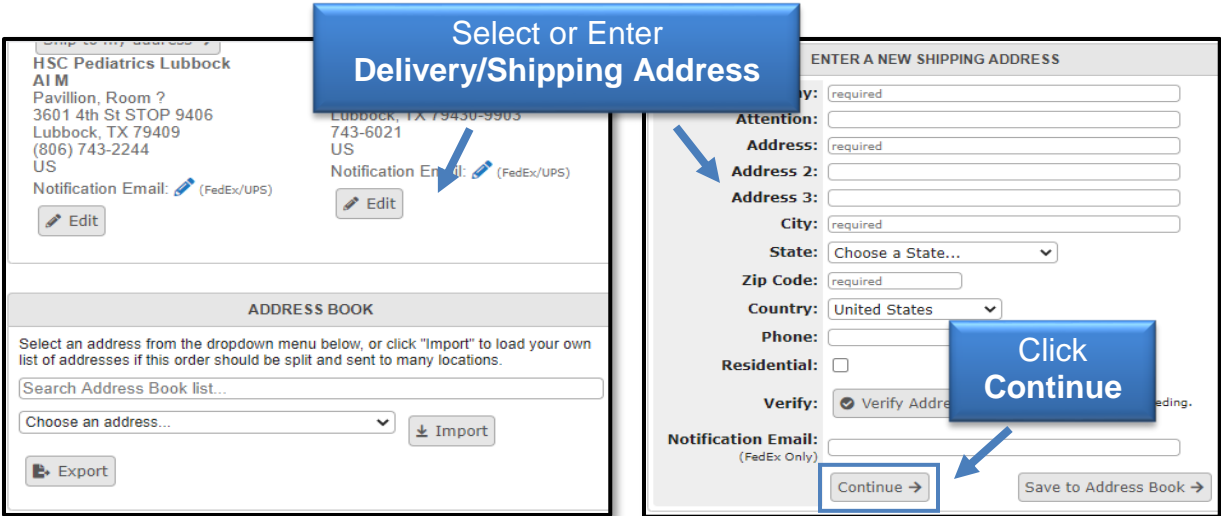 Select or Enter
Delivery/Shipping Address
Ship to my address →
HSC Pediatrics Lubbock
AI M
Pavillion, Room ?
3601 4th St STOP 9406
Lubbock, TX 79409
(806) 743-2244
US
Notification Email: (FedEx/UPS)
Edit
Lubbock, TX 79430-9903
743-6021
US
Notification Email: (FedEx/UPS)
Edit
ADDRESS BOOK
Select an address from the dropdown menu below, or click "Import" to load your own
list of addresses if this order should be split and sent to many locations.
Search Address Book list...
Choose an address...
Import
Export
ENTER A NEW SHIPPING ADDRESS
required
Attention:
Address: required
Address 2:
Address 3:
City: required
State: Choose a State...
Zip Code: required
Country: United States
Phone:
Residential:
Click
Continue
Verify: Verify
Notification Email:
(FedEx Only)
Continue →
Save to Address Book →